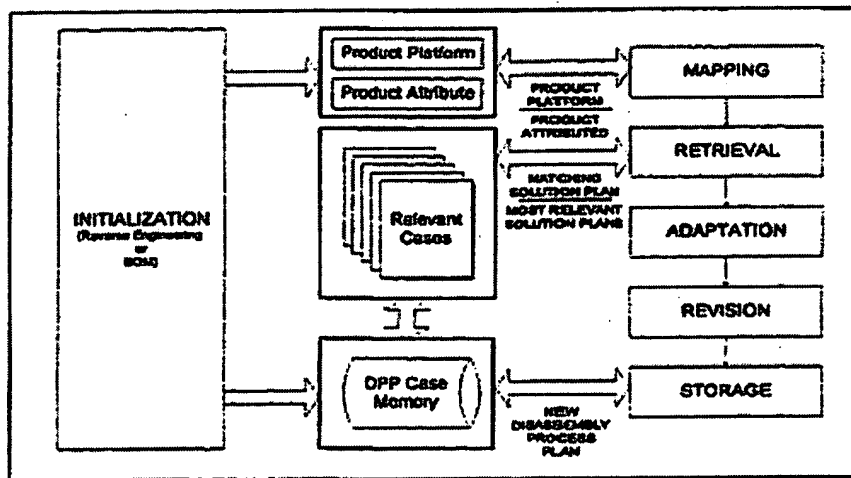 Product Platform
Product Attribute
MAPPING
PRODUCT
PLATFORM
PRODUCT
ATTRIBUTED
RETRIEVAL
MATCHING
SOLUTION PLAN
MOST RELEVANT
SOLUTION PLANS
INITIALIZATION
(Reverse Engineering
or
BOM)
Relevant
Cases
ADAPTATION
REVISION
DPP Case
Memory
STORAGE
NEW
DISASSEMBLY
PROCESS
PLAN